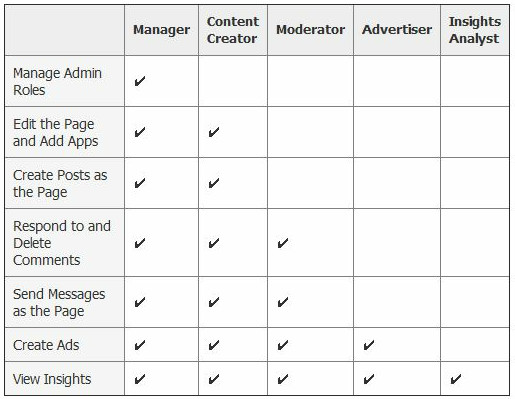 Manager Content Creator Moderator Advertiser Insights Analyst
Manage Admin
Roles ✔
Edit the Page
and Add Apps ✔ ✔
Create Posts as
the Page ✔ ✔
Respond to and
Delete
Comments ✔ ✔ ✔
Send Messages
as the Page ✔ ✔ ✔
Create Ads ✔ ✔ ✔ ✔
View Insights ✔ ✔ ✔ ✔ ✔